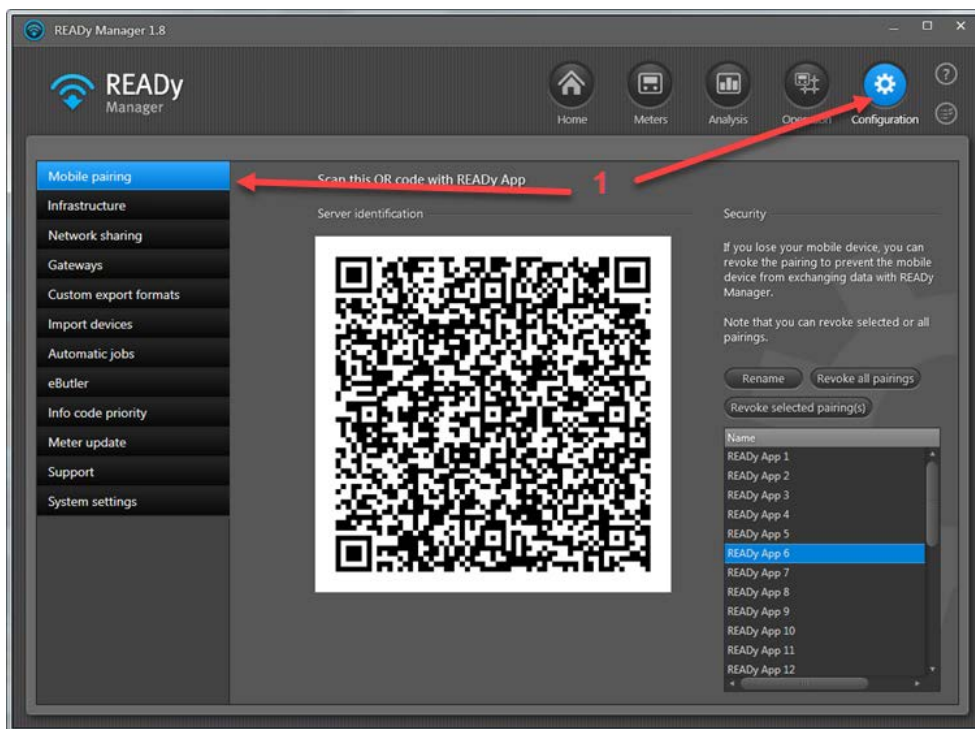 READy Manager 1.8
READy
Manager
Home
Meters
Analysis
Operation
Configuration
Mobile pairing
Infrastructure
Network sharing
Gateways
Custom export formats
Import devices
Automatic jobs
eButler
Info code priority
Meter update
Support
System settings
1
Scan this QR code with READy App
Server identification
Security
If you lose your mobile device, you can
revoke the pairing to prevent the mobile
device from exchanging data with READy
Manager.
Note that you can revoke selected or all
pairings.
Rename
Revoke all pairings
Revoke selected pairing(s)
Name
READy App 1
READy App 2
READy App 3
READy App 4
READy App 5
READy App 6
READy App 7
READy App 8
READy App 9
READy App 10
READy App 11
READy App 12